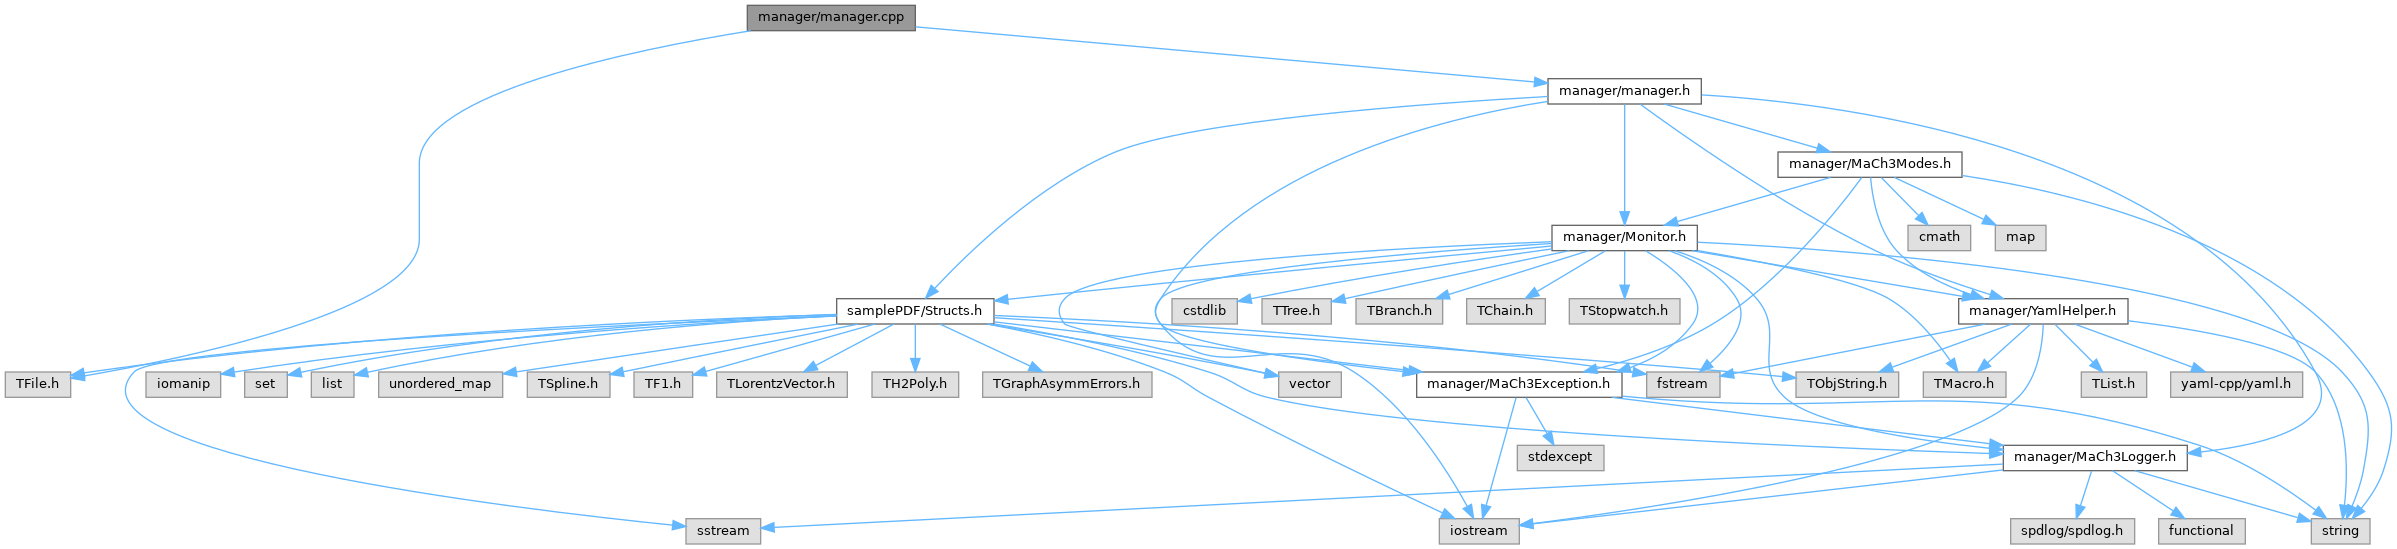 manager/manager.cpp
manager/manager.h
manager/MaCh3Modes.h
manager/Monitor.h
cmath
map
samplePDF/Structs.h
cstdlib
TTree.h
TBranch.h
TChain.h
TStopwatch.h
manager/YamlHelper.h
TFile.h
iomanip
set
list
unordered_map
TSpline.h
TF1.h
TLorentzVector.h
TH2Poly.h
TGraphAsymmErrors.h
vector
manager/MaCh3Exception.h
fstream
TObjString.h
TMacro.h
TList.h
yaml-cpp/yaml.h
stdexcept
manager/MaCh3Logger.h
sstream
iostream
spdlog/spdlog.h
functional
string